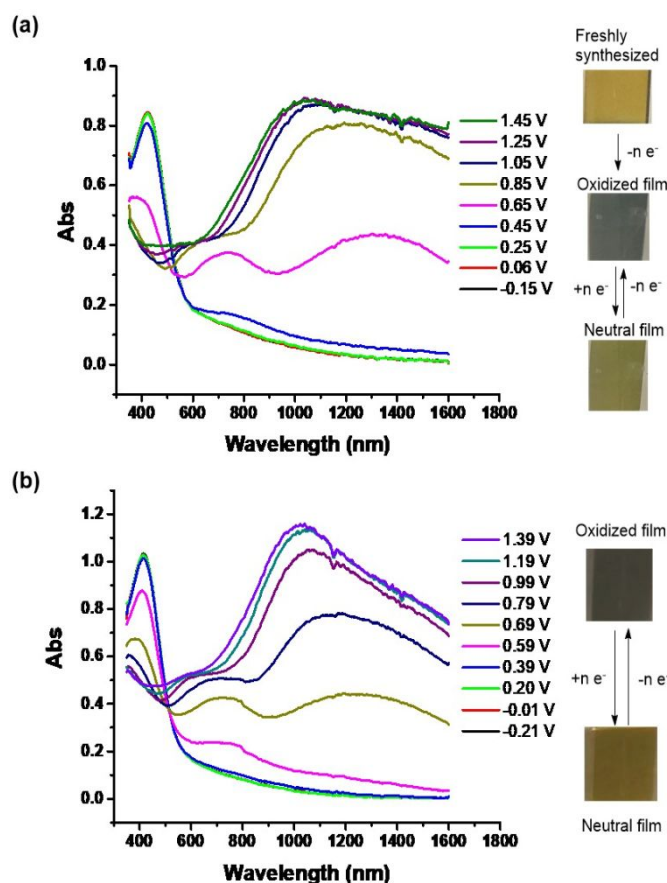 (a)
Freshly
synthesized
1.0
0.8
0.6
0.4
0.2
0.0
Abs
400 600 800 1000 1200 1400 1600 1800
Wavelength (nm)
1.45 V
1.25 V
1.05 V
0.85 V
0.65 V
0.45 V
0.25 V
0.06 V
-0.15 V
-n e-
Oxidized film
+n e- -n e-
Neutral film
(b)
1.2
1.0
0.8
0.6
0.4
0.2
0.0
Abs
400 600 800 1000 1200 1400 1600 1800
Wavelength (nm)
1.39 V
1.19 V
0.99 V
0.79 V
0.69 V
0.59 V
0.39 V
0.20 V
-0.01 V
-0.21 V
Oxidized film
+n e- -n e-
Neutral film